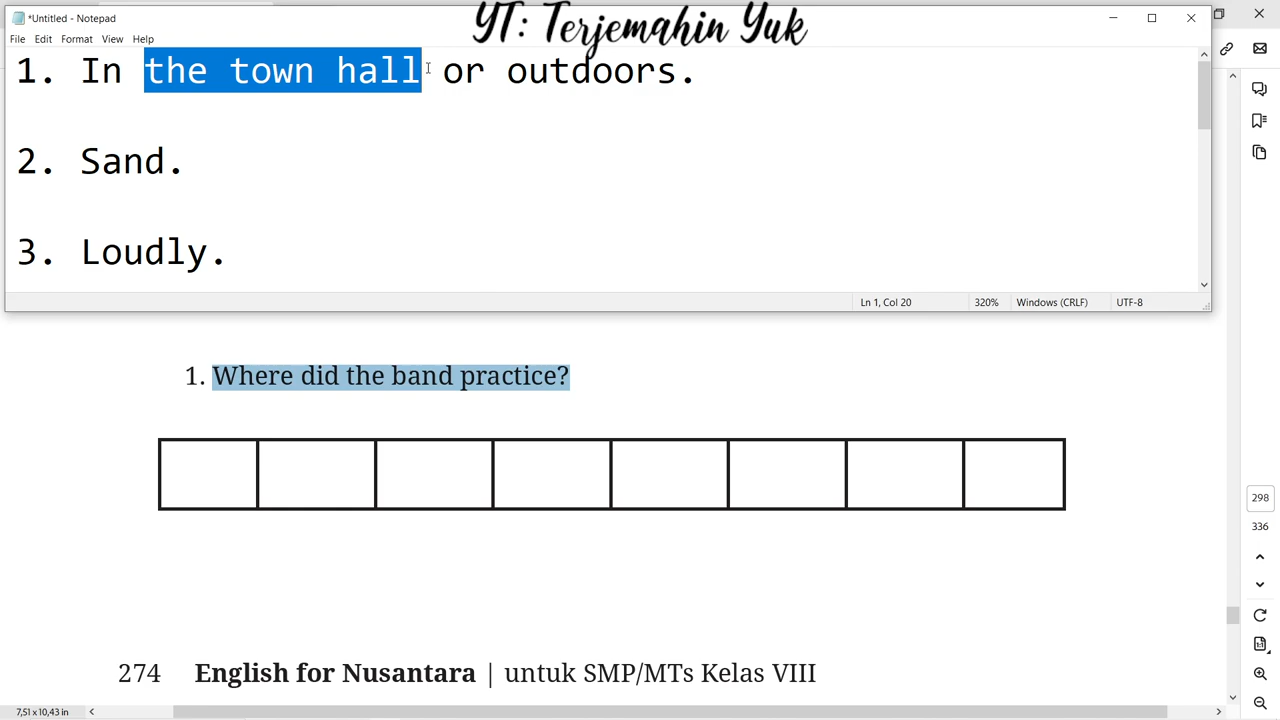 *Untitled - Notepad
YT: Terjemahin Yuk
File Edit Format View Help
1. In the town hall or outdoors.
2. Sand.
3. Loudly.
Ln 1, Col 20 320% Windows (CRLF) UTF-8
1. Where did the band practice?
298
336
274 English for Nusantara | untuk SMP/MTs Kelas VIII
7,51 x 10,43 in